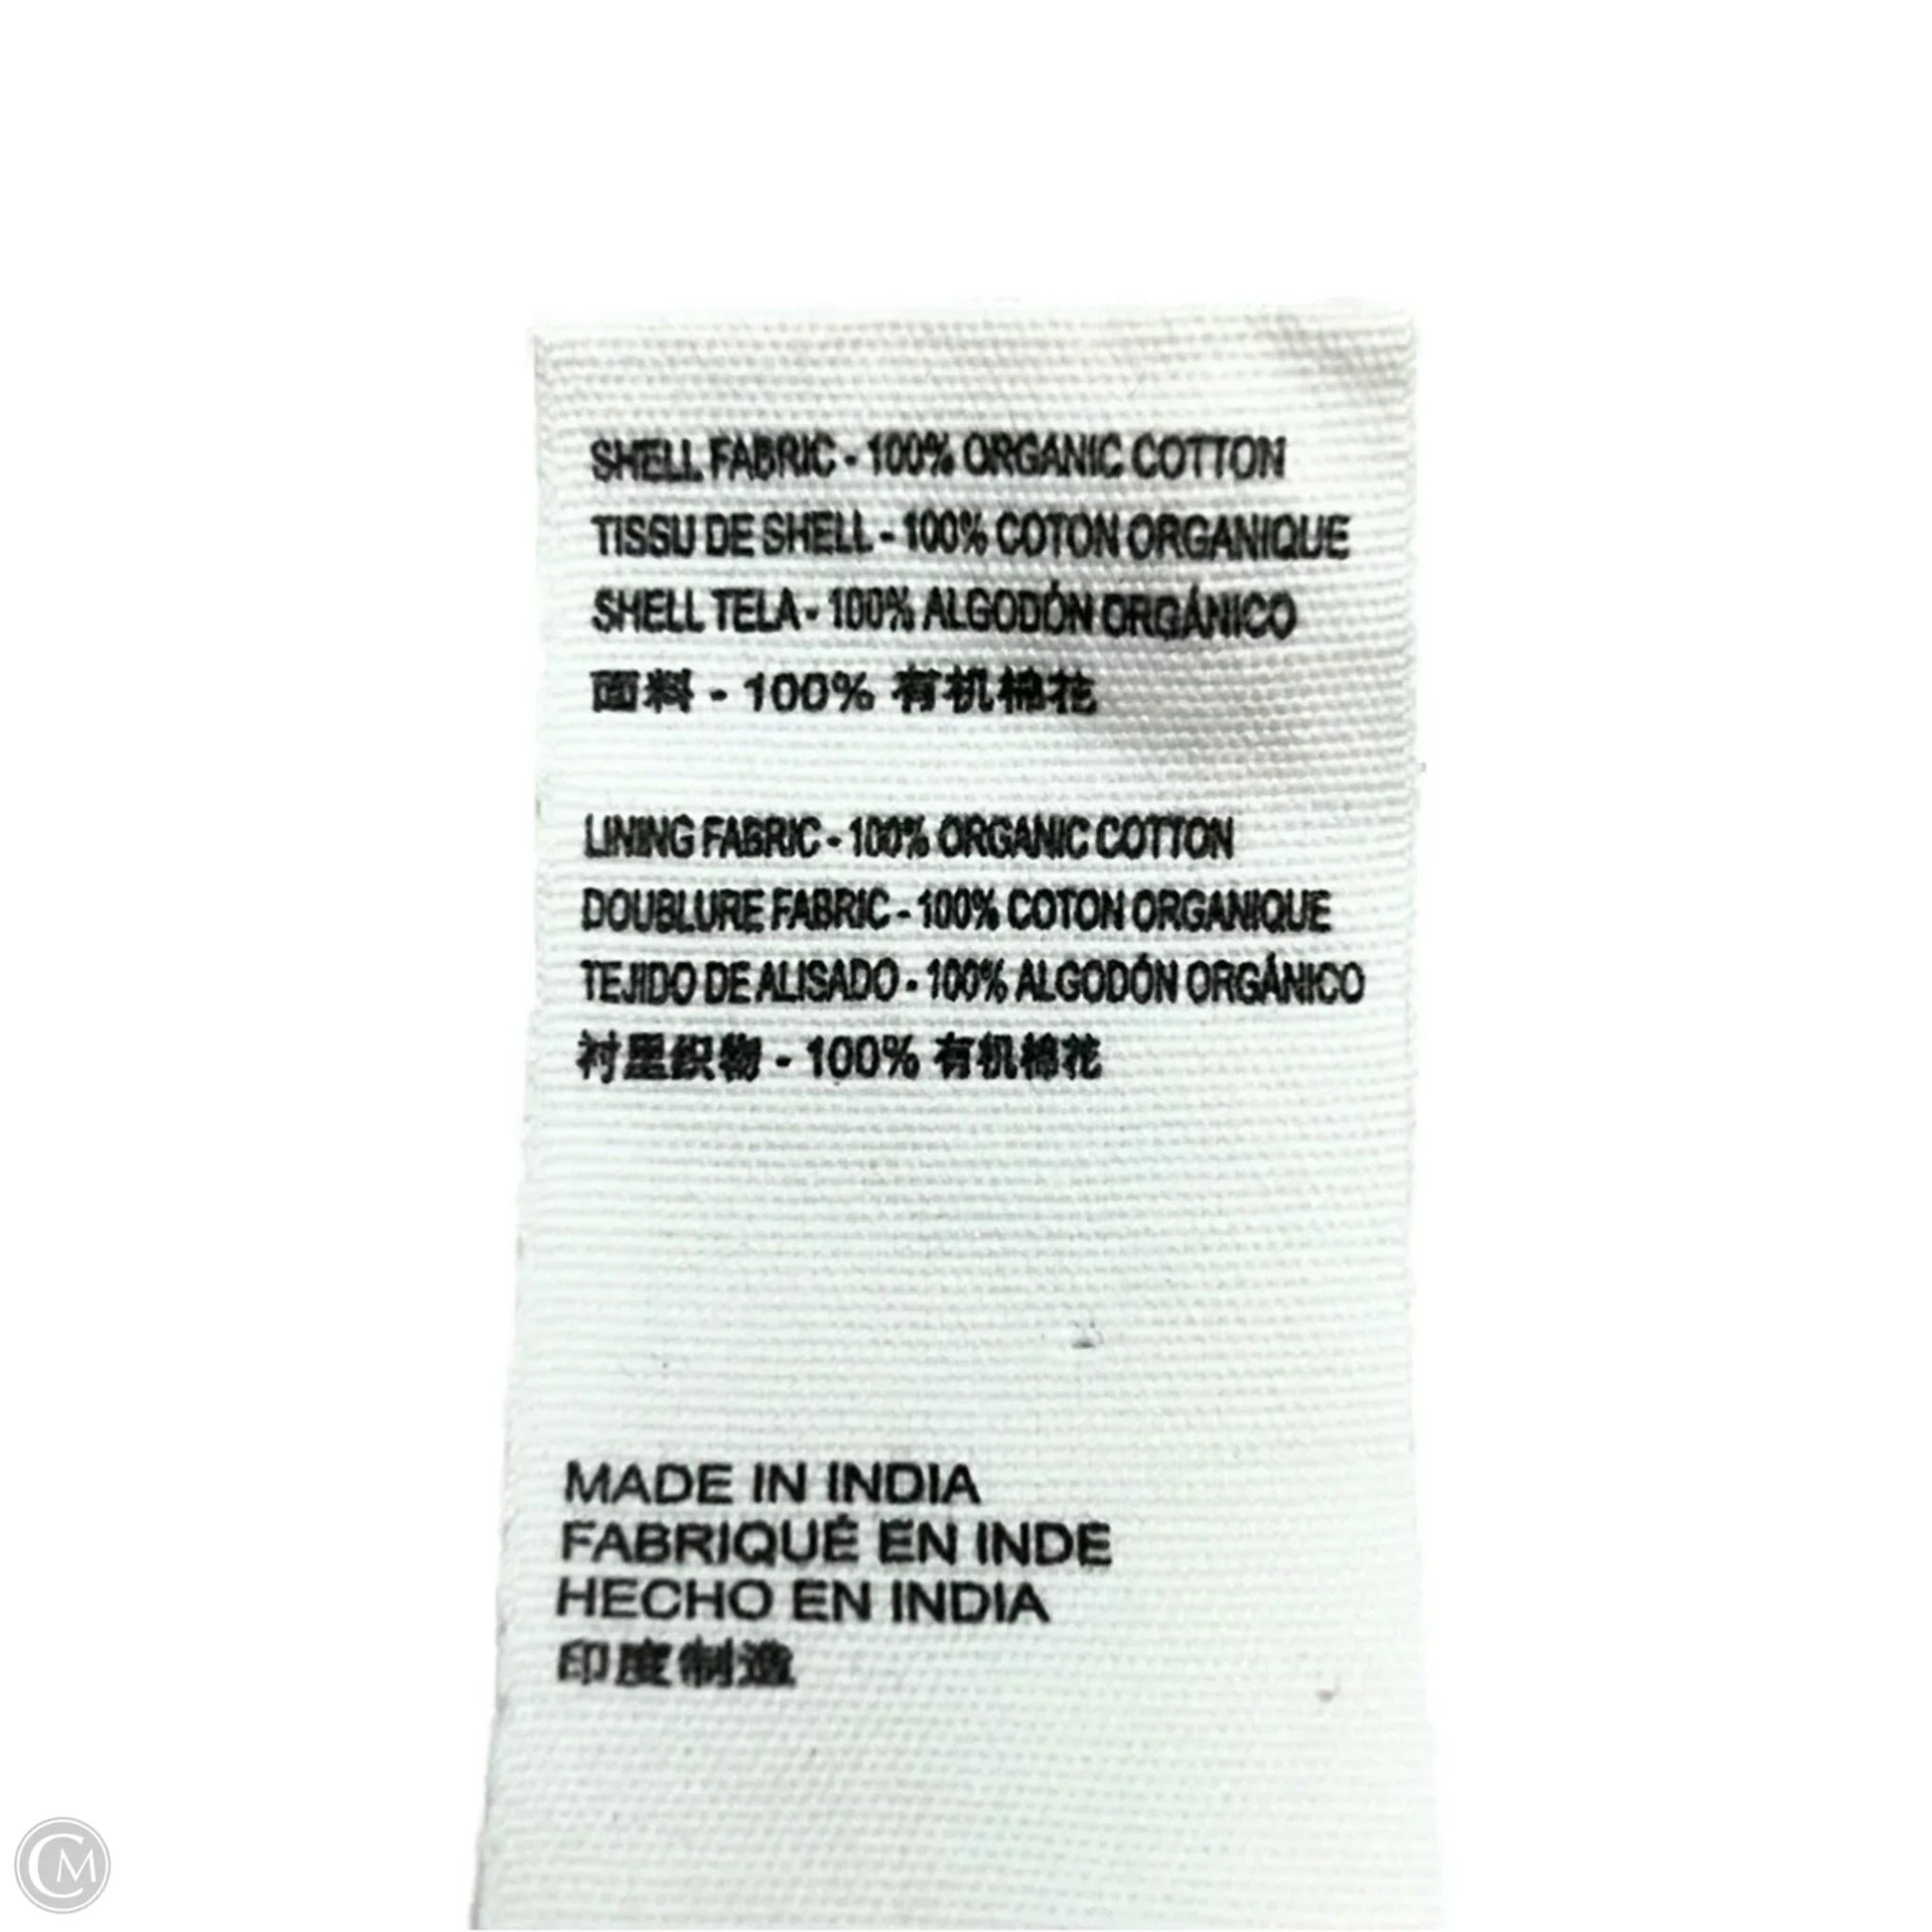 SHELL FABRIC - 100% ORGANIC COTTON
TISSU DE SHELL - 100% COTON ORGANIQUE
SHELL TELA - 100% ALGODÓN ORGÁNICO
面料 - 100% 有机棉花
LINING FABRIC - 100% ORGANIC COTTON
DOUBLURE FABRIC - 100% COTON ORGANIQUE
TEJIDO DE ALISADO - 100% ALGODÓN ORGÁNICO
衬里织物 - 100% 有机棉花
MADE IN INDIA
FABRIQUÉ EN INDE
HECHO EN INDIA
印度制造
CM